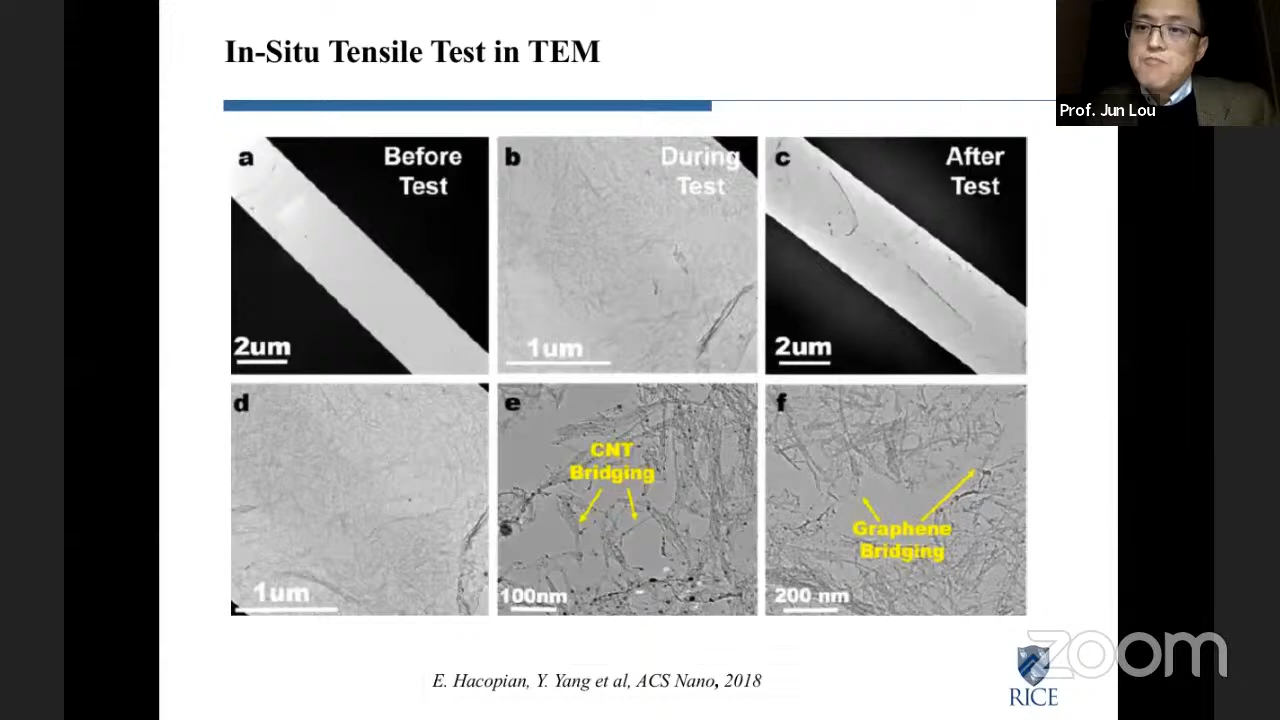 In-Situ Tensile Test in TEM
Prof. Jun Lou
a
Before
Test
2um
b
During
Test
1um
c
After
Test
2um
d
1um
e
CNT
Bridging
100nm
f
Graphene
Bridging
200 nm
E. Hacopian, Y. Yang et al, ACS Nano, 2018
RICE
zoom